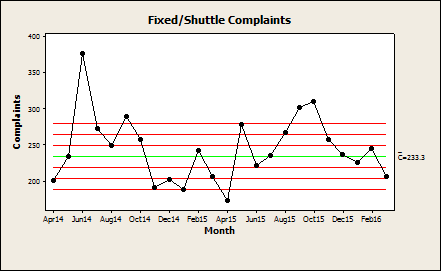 Fixed/Shuttle Complaints
400
350
300
250
200
Complaints
C̅=233.3
Apr14 Jun14 Aug14 Oct14 Dec14 Feb15 Apr15 Jun15 Aug15 Oct15 Dec15 Feb16
Month